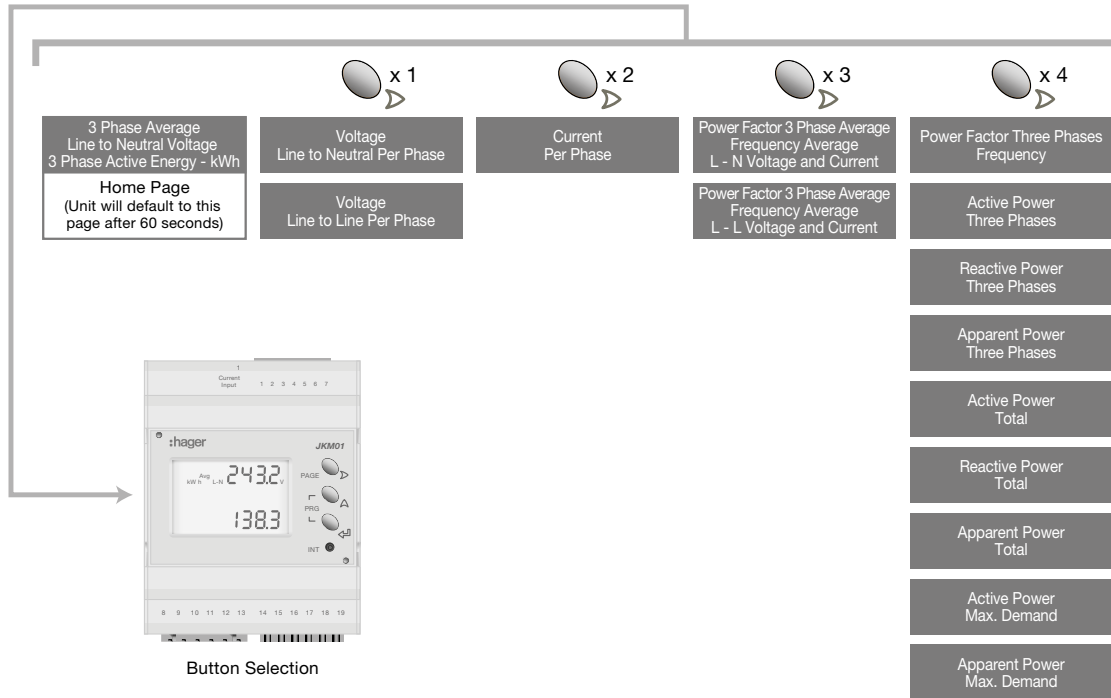 x 1
x 2
x 3
x 4
3 Phase Average
Line to Neutral Voltage
3 Phase Active Energy - kWh
Home Page
(Unit will default to this
page after 60 seconds)
Voltage
Line to Neutral Per Phase
Voltage
Line to Line Per Phase
Current
Per Phase
Power Factor 3 Phase Average
Frequency Average
L - N Voltage and Current
Power Factor 3 Phase Average
Frequency Average
L - L Voltage and Current
Power Factor Three Phases
Frequency
Active Power
Three Phases
Reactive Power
Three Phases
Apparent Power
Three Phases
Active Power
Total
Reactive Power
Total
Apparent Power
Total
Active Power
Max. Demand
Apparent Power
Max. Demand
1
Current
Input
1 2 3 4 5 6 7
:hager
JKM01
Avg
kW h L-N 243.2 V
138.3
PAGE
PRG
INT
8 9 10 11 12 13 14 15 16 17 18 19
Button Selection